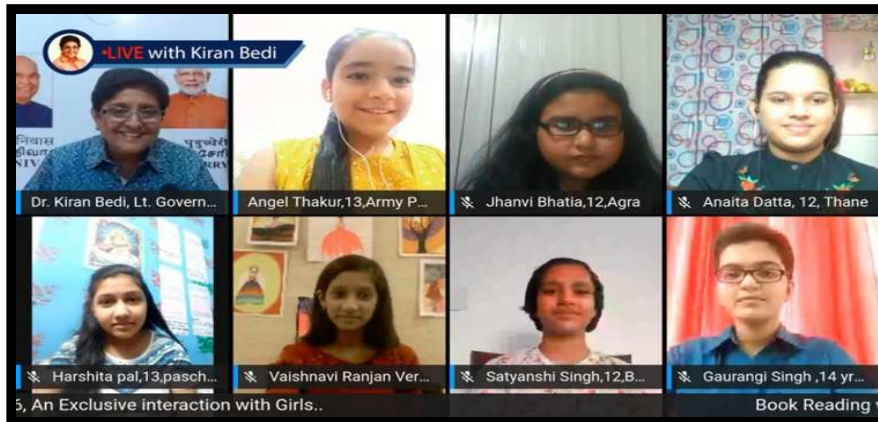 •LIVE with Kiran Bedi
निवास
Dr. Kiran Bedi, Lt. Govern...
Angel Thakur,13,Army P...
Jhanvi Bhatia,12,Agra
Anaita Datta, 12, Thane
Harshita pal,13,pasch...
Vaishnavi Ranjan Ver...
Satyanshi Singh,12,B...
Gaurangi Singh ,14 yr...
6, An Exclusive interaction with Girls..
Book Reading